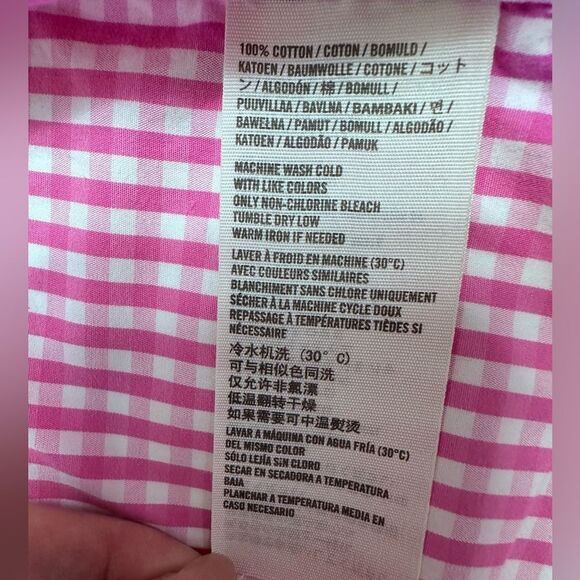 100% COTTON / COTON / BOMULD /
KATOEN / BAUMWOLLE / COTONE / コット
ン / ALGODÓN / 棉 / BOMULL /
PUUVILLAA / BAVLNA / ΒΑΜΒΑΚΙ / 면 /
BAWEŁNA / PAMUT / BOMULL / ALGODÃO /
KATOEN / ALGODÃO / PAMUK
MACHINE WASH COLD
WITH LIKE COLORS
ONLY NON-CHLORINE BLEACH
TUMBLE DRY LOW
WARM IRON IF NEEDED
LAVER À FROID EN MACHINE (30°C)
AVEC COULEURS SIMILAIRES
BLANCHIMENT SANS CHLORE UNIQUEMENT
SÉCHER À LA MACHINE CYCLE DOUX
REPASSAGE À TEMPÉRATURES TIÈDES SI
NÉCESSAIRE
冷水机洗 (30°C)
可与相似色同洗
仅允许非氯漂
低温翻转干燥
如果需要可中温熨烫
LAVAR A MÁQUINA CON AGUA FRÍA (30°C)
DEL MISMO COLOR
SÓLO LEJÍA SIN CLORO
SECAR EN SECADORA A TEMPERATURA
BAJA
PLANCHAR A TEMPERATURA MEDIA EN
CASO NECESARIO